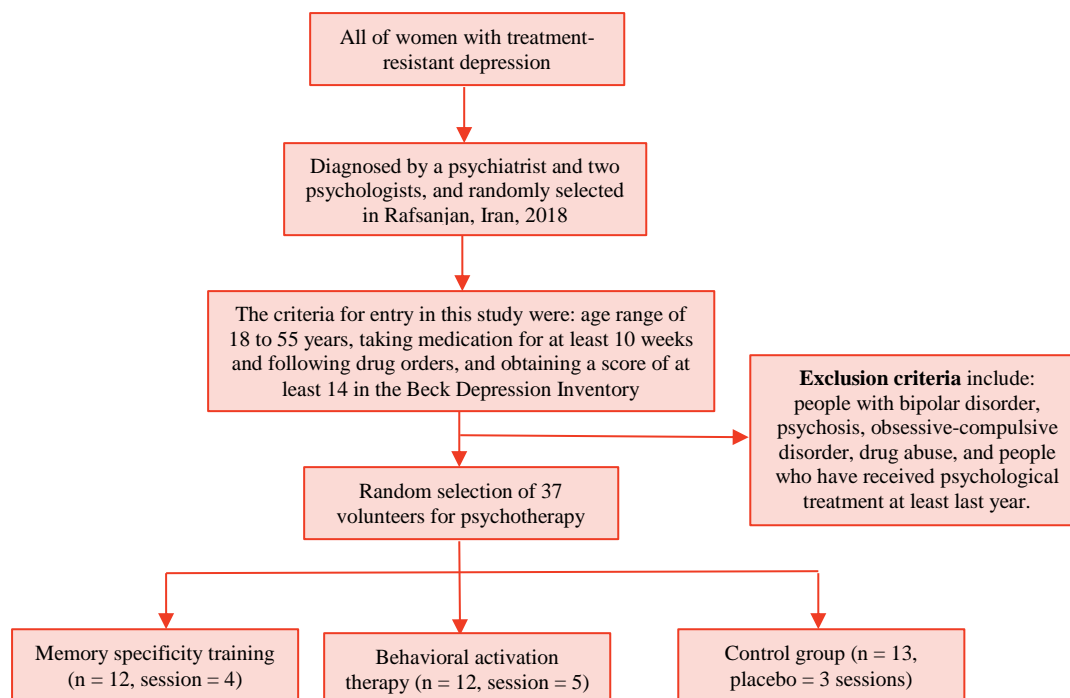 All of women with treatment-
resistant depression
Diagnosed by a psychiatrist and two
psychologists, and randomly selected
in Rafsanjan, Iran, 2018
The criteria for entry in this study were: age range of
18 to 55 years, taking medication for at least 10 weeks
and following drug orders, and obtaining a score of at
least 14 in the Beck Depression Inventory
Exclusion criteria include:
people with bipolar disorder,
psychosis, obsessive-compulsive
disorder, drug abuse, and people
who have received psychological
treatment at least last year.
Random selection of 37
volunteers for psychotherapy
Memory specificity training
(n = 12, session = 4)
Behavioral activation
therapy (n = 12, session = 5)
Control group (n = 13,
placebo = 3 sessions)